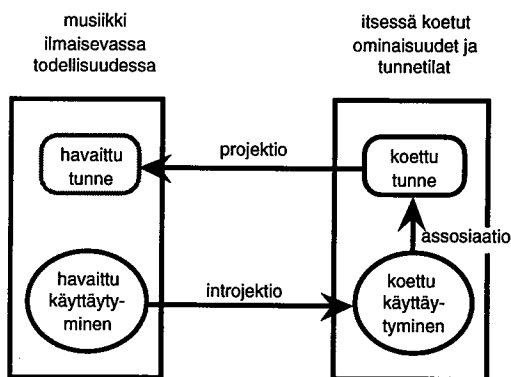 musiikki
ilmaisevassa
todellisuudessa
itsessä koetut
ominaisuudet ja
tunnetilat
havaittu
tunne
projektio
koettu
tunne
assosiaatio
havaittu
käyttäyty-
minen
introjektio
koettu
käyttäy-
tyminen